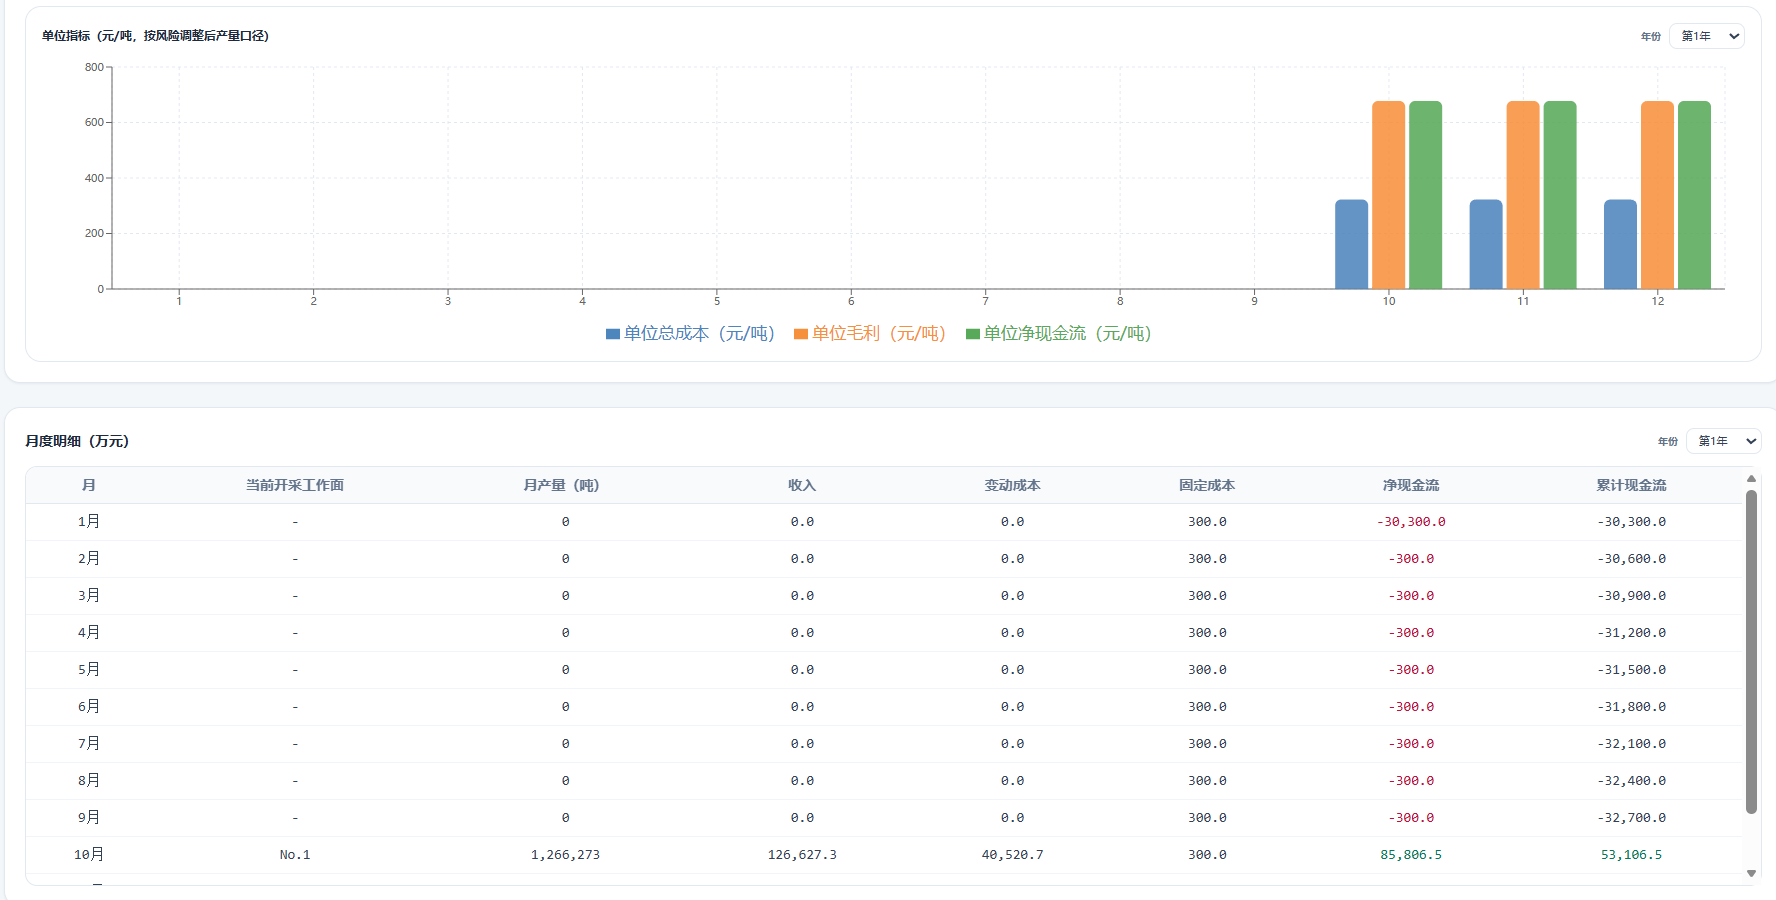 单位指标（元/吨，按风险调整后产量口径）
年份 第1年
800
600
400
200
0
1 2 3 4 5 6 7 8 9 10 11 12
单位总成本（元/吨） 单位毛利（元/吨） 单位净现金流（元/吨）
月度明细（万元）
年份 第1年
月 当前开采工作面 月产量（吨） 收入 变动成本 固定成本 净现金流 累计现金流
1月 - 0 0.0 0.0 300.0 -30,300.0 -30,300.0
2月 - 0 0.0 0.0 300.0 -300.0 -30,600.0
3月 - 0 0.0 0.0 300.0 -300.0 -30,900.0
4月 - 0 0.0 0.0 300.0 -300.0 -31,200.0
5月 - 0 0.0 0.0 300.0 -300.0 -31,500.0
6月 - 0 0.0 0.0 300.0 -300.0 -31,800.0
7月 - 0 0.0 0.0 300.0 -300.0 -32,100.0
8月 - 0 0.0 0.0 300.0 -300.0 -32,400.0
9月 - 0 0.0 0.0 300.0 -300.0 -32,700.0
10月 No.1 1,266,273 126,627.3 40,520.7 300.0 85,806.5 53,106.5